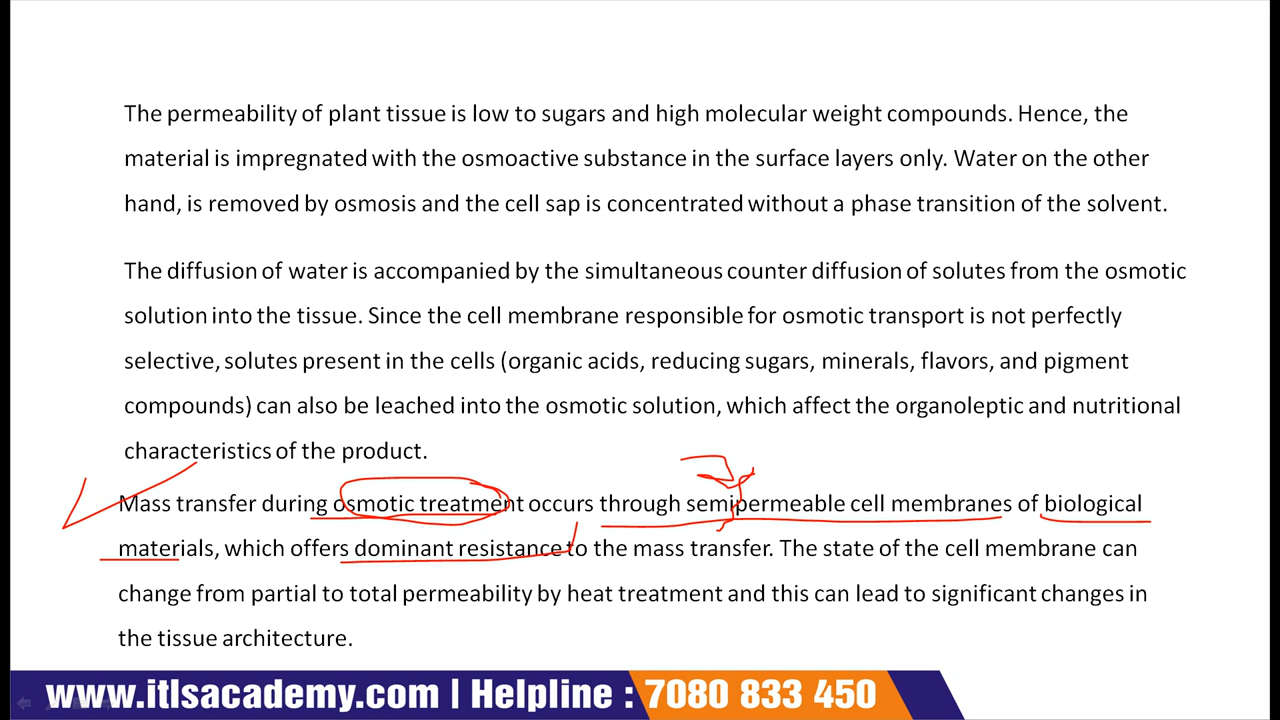 The permeability of plant tissue is low to sugars and high molecular weight compounds. Hence, the
material is impregnated with the osmoactive substance in the surface layers only. Water on the other
hand, is removed by osmosis and the cell sap is concentrated without a phase transition of the solvent.
The diffusion of water is accompanied by the simultaneous counter diffusion of solutes from the osmotic
solution into the tissue. Since the cell membrane responsible for osmotic transport is not perfectly
selective, solutes present in the cells (organic acids, reducing sugars, minerals, flavors, and pigment
compounds) can also be leached into the osmotic solution, which affect the organoleptic and nutritional
characteristics of the product.
Mass transfer during osmotic treatment occurs through semipermeable cell membranes of biological
materials, which offers dominant resistance to the mass transfer. The state of the cell membrane can
change from partial to total permeability by heat treatment and this can lead to significant changes in
the tissue architecture.
www.itlsacademy.com | Helpline : 7080 833 450